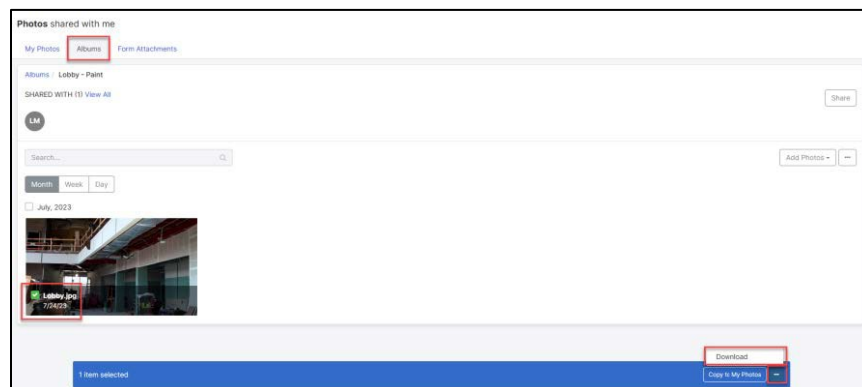 Photos shared with me
My Photos Albums Form Attachments
Albums / Lobby - Paint
SHARED WITH (1) View All
Share
LM
Search...
Add Photos
Month Week Day
July, 2023
Lobby.jpg
7/24/23
Download
1 item selected
Copy to My Photos